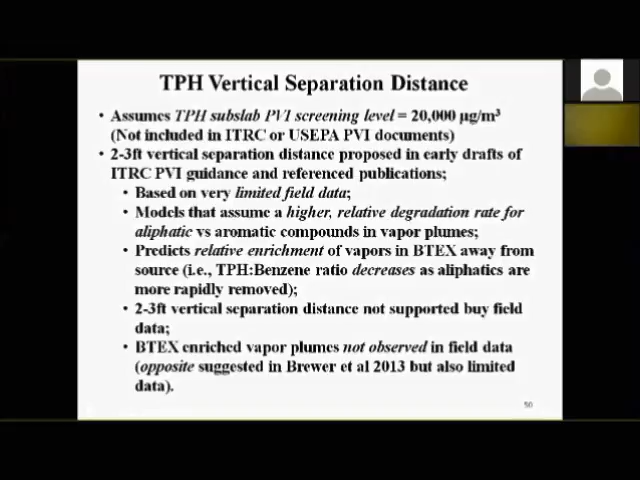 TPH Vertical Separation Distance
• Assumes TPH subslab PVI screening level = 20,000 µg/m³
(Not included in ITRC or USEPA PVI documents)
• 2-3ft vertical separation distance proposed in early drafts of
ITRC PVI guidance and referenced publications;
• Based on very limited field data;
• Models that assume a higher, relative degradation rate for
aliphatic vs aromatic compounds in vapor plumes;
• Predicts relative enrichment of vapors in BTEX away from
source (i.e., TPH:Benzene ratio decreases as aliphatics are
more rapidly removed);
• 2-3ft vertical separation distance not supported buy field
data;
• BTEX enriched vapor plumes not observed in field data
(opposite suggested in Brewer et al 2013 but also limited
data).
50